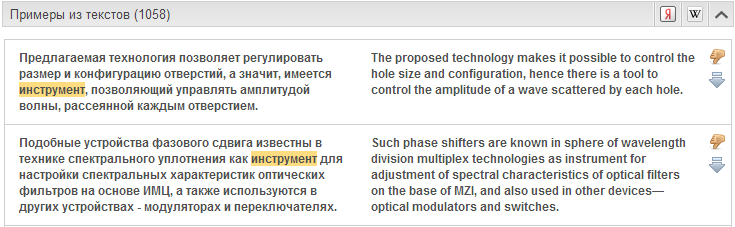 Примеры из текстов (1058)
Я
W
Предлагаемая технология позволяет регулировать
размер и конфигурацию отверстий, а значит, имеется
инструмент, позволяющий управлять амплитудой
волны, рассеянной каждым отверстием.
The proposed technology makes it possible to control the
hole size and configuration, hence there is a tool to
control the amplitude of a wave scattered by each hole.
Подобные устройства фазового сдвига известны в
технике спектрального уплотнения как инструмент для
настройки спектральных характеристик оптических
фильтров на основе ИМЦ, а также используются в
других устройствах - модуляторах и переключателях.
Such phase shifters are known in sphere of wavelength
division multiplex technologies as instrument for
adjustment of spectral characteristics of optical filters
on the base of MZI, and also used in other devices—
optical modulators and switches.